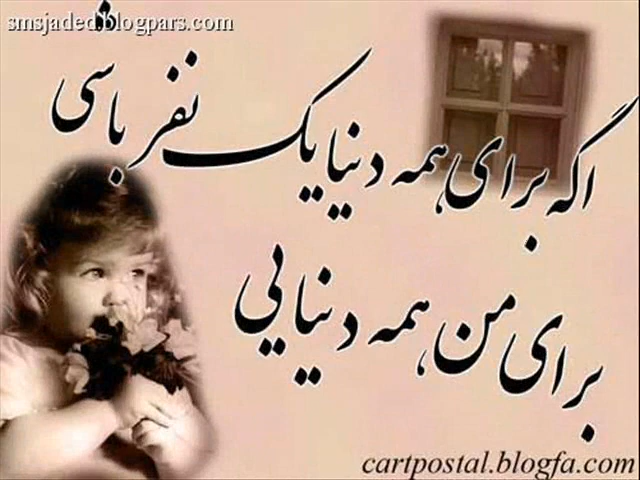 smsjaded.blogpars.com
اگه برای همه دنیا یک نفر باشی
برای من همه دنیایی
cartpostal.blogfa.com